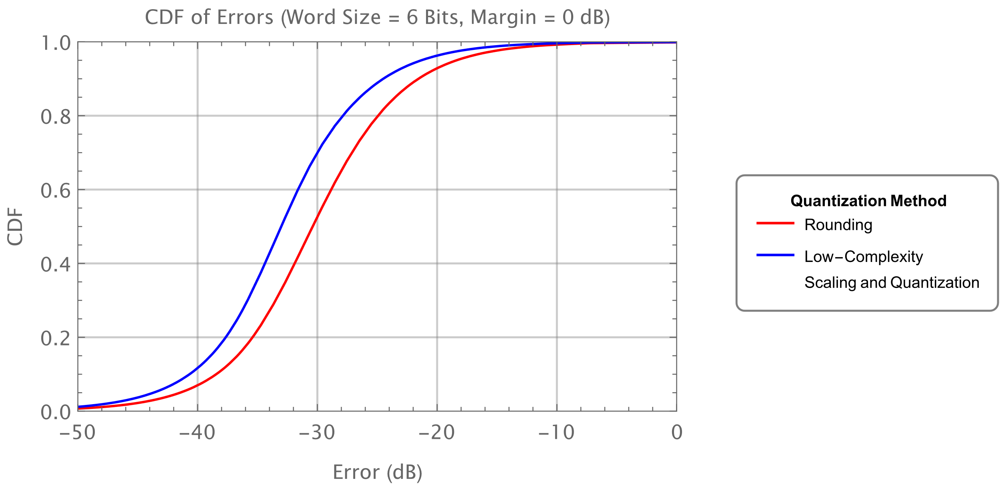 CDF of Errors (Word Size = 6 Bits, Margin = 0 dB)
1.0
0.8
0.6
0.4
0.2
0.0
CDF
−50 −40 −30 −20 −10 0
Error (dB)
Quantization Method
Rounding
Low−Complexity
Scaling and Quantization